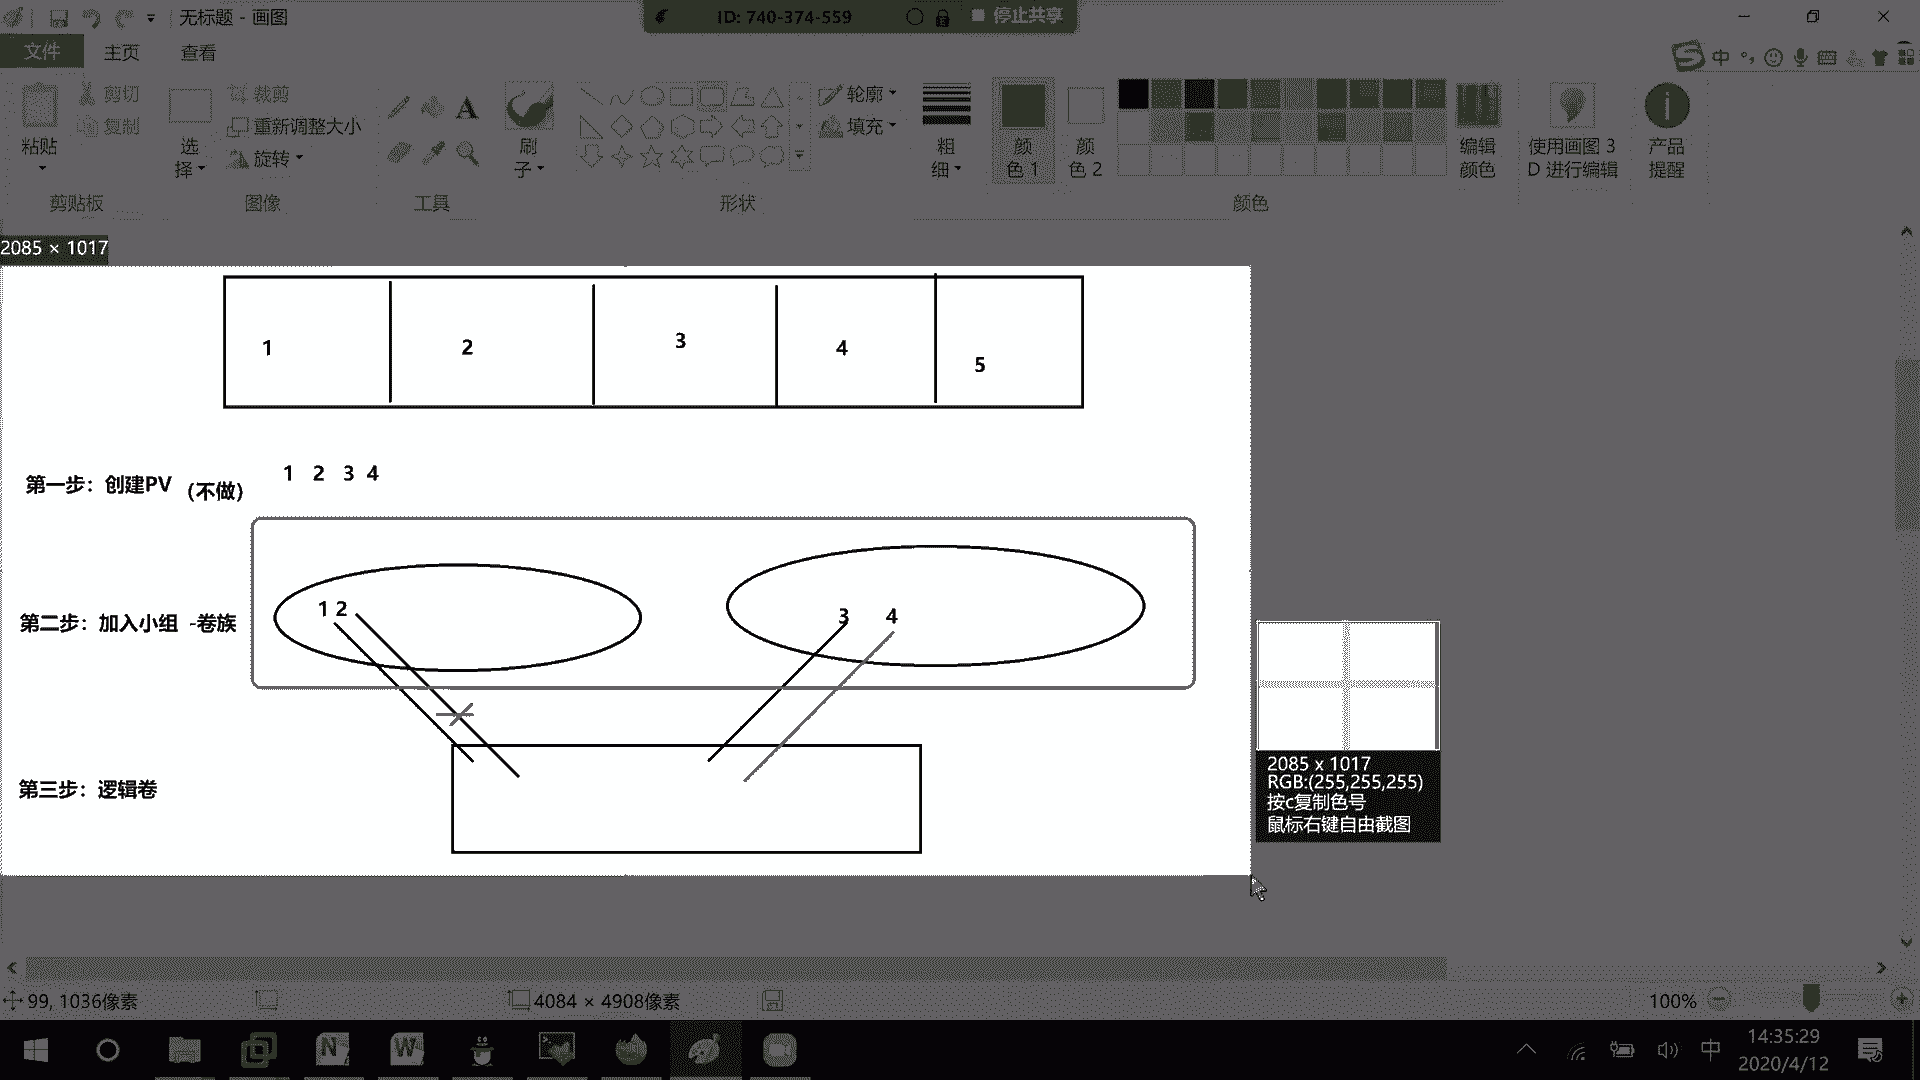 无标题 - 画图
ID: 740-374-559
停止共享
文件 主页 查看
中
粘贴
剪切
复制
剪贴板
选择
裁剪
重新调整大小
旋转
图像
A
工具
刷子
形状
轮廓
填充
粗细
颜色 1
颜色 2
颜色
编辑颜色
使用画图 3D 进行编辑
产品提醒
2085 × 1017
1 2 3 4 5
第一步：创建PV （不做） 1 2 3 4
第二步：加入小组 -卷族 1 2 3 4
第三步：逻辑卷
2085 x 1017
RGB:(255,255,255)
按c复制色号
鼠标右键自由截图
99, 1036像素
4084 × 4908像素
100%
N W
中
14:35:29
2020/4/12